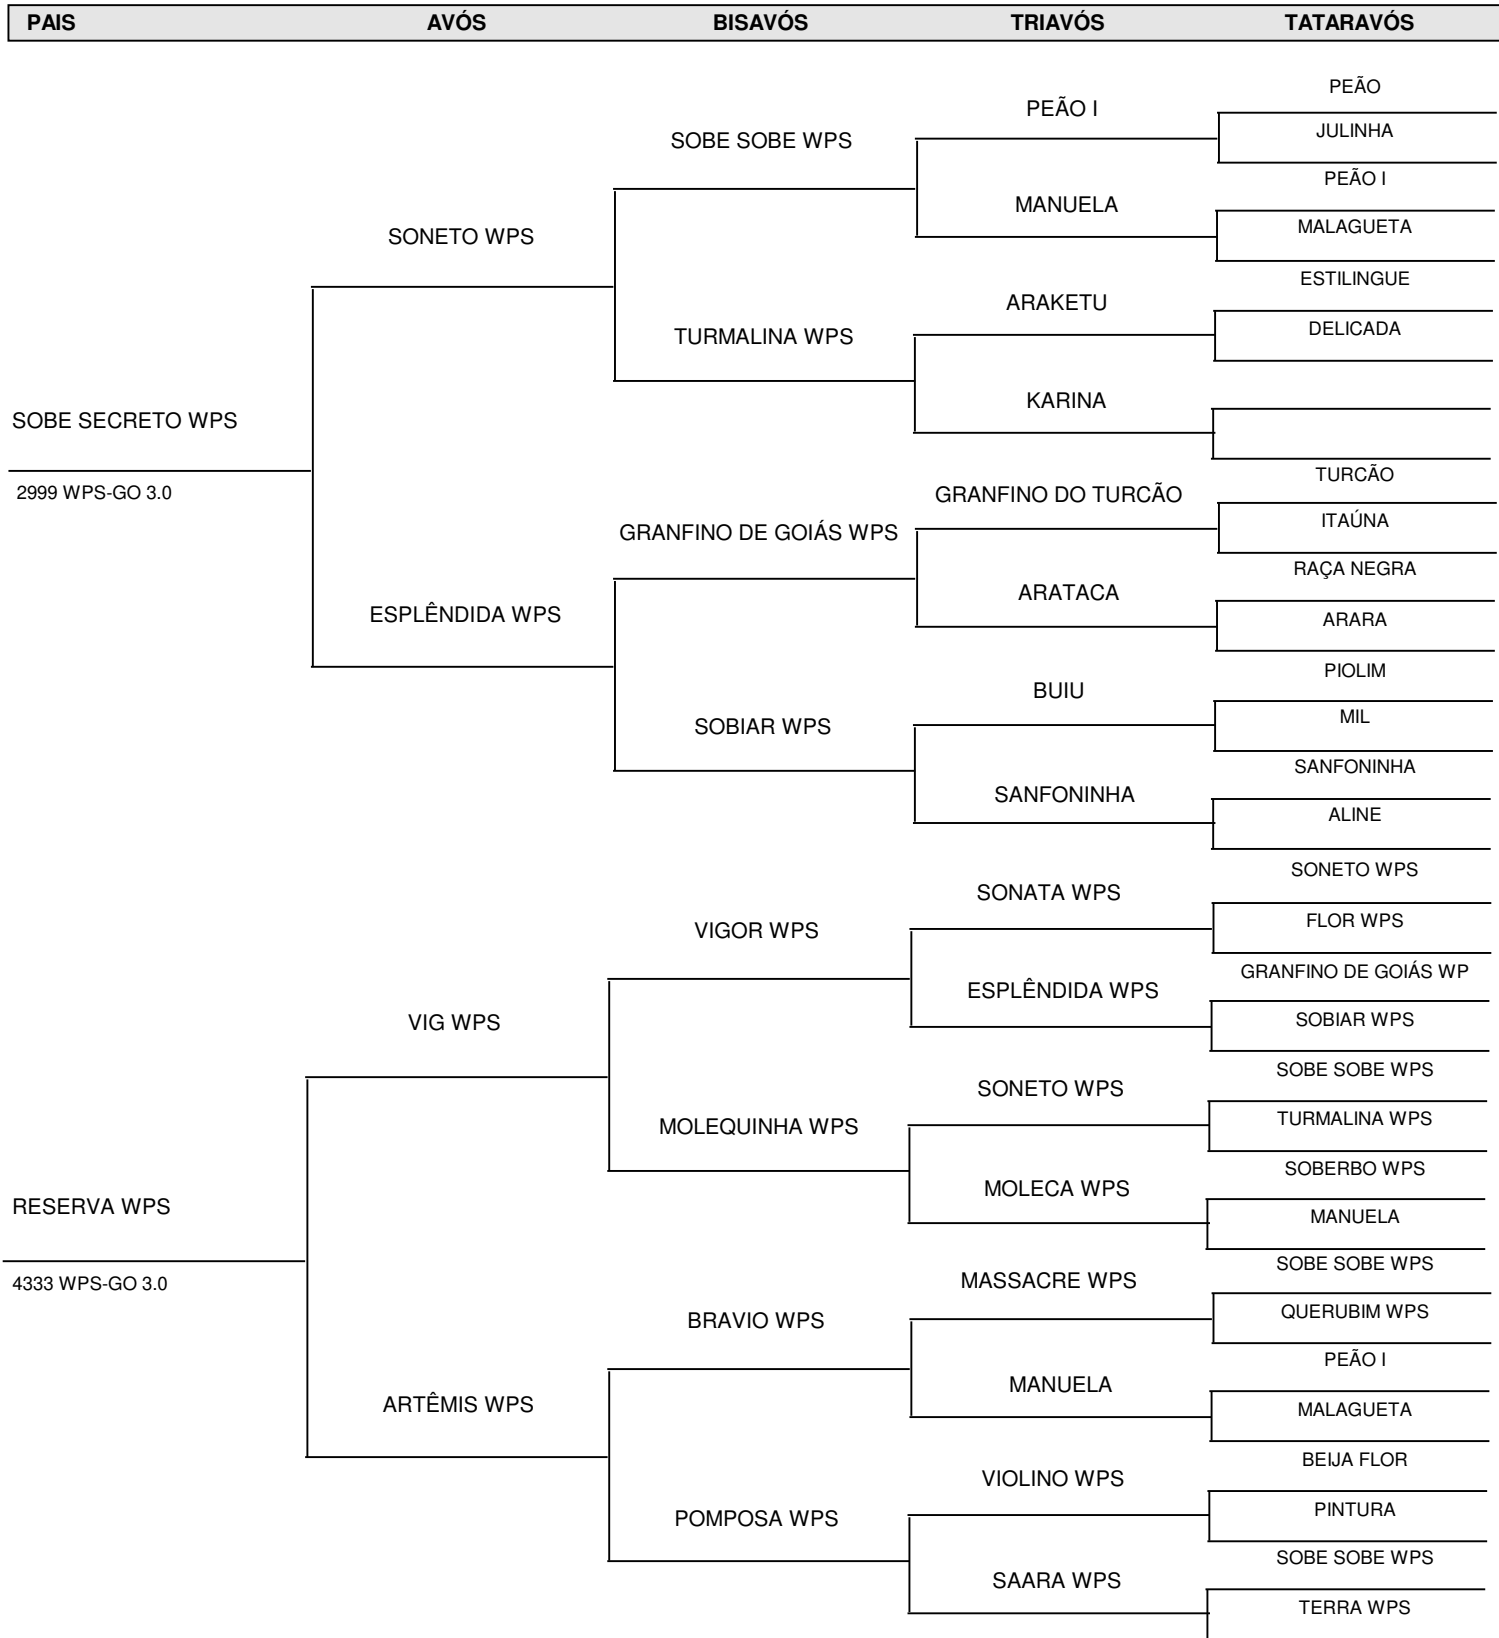 PAIS AVÓS BISAVÓS TRIAVÓS TATARAVÓS
PEÃO
PEÃO I
JULINHA
SOBE SOBE WPS
PEÃO I
MANUELA
MALAGUETA
SONETO WPS
ESTILINGUE
ARAKETU
DELICADA
TURMALINA WPS
KARINA
SOBE SECRETO WPS
TURCÃO
2999 WPS-GO 3.0
GRANFINO DO TURCÃO
ITAÚNA
GRANFINO DE GOIÁS WPS
RAÇA NEGRA
ARATACA
ESPLÊNDIDA WPS
ARARA
PIOLIM
BUIU
MIL
SOBIAR WPS
SANFONINHA
SANFONINHA
ALINE
SONETO WPS
SONATA WPS
FLOR WPS
VIGOR WPS
GRANFINO DE GOIÁS WP
ESPLÊNDIDA WPS
VIG WPS
SOBIAR WPS
SOBE SOBE WPS
SONETO WPS
TURMALINA WPS
MOLEQUINHA WPS
SOBERBO WPS
MOLECA WPS
RESERVA WPS
MANUELA
SOBE SOBE WPS
4333 WPS-GO 3.0
MASSACRE WPS
QUERUBIM WPS
BRAVIO WPS
PEÃO I
MANUELA
ARTÊMIS WPS
MALAGUETA
BEIJA FLOR
VIOLINO WPS
PINTURA
POMPOSA WPS
SOBE SOBE WPS
SAARA WPS
TERRA WPS